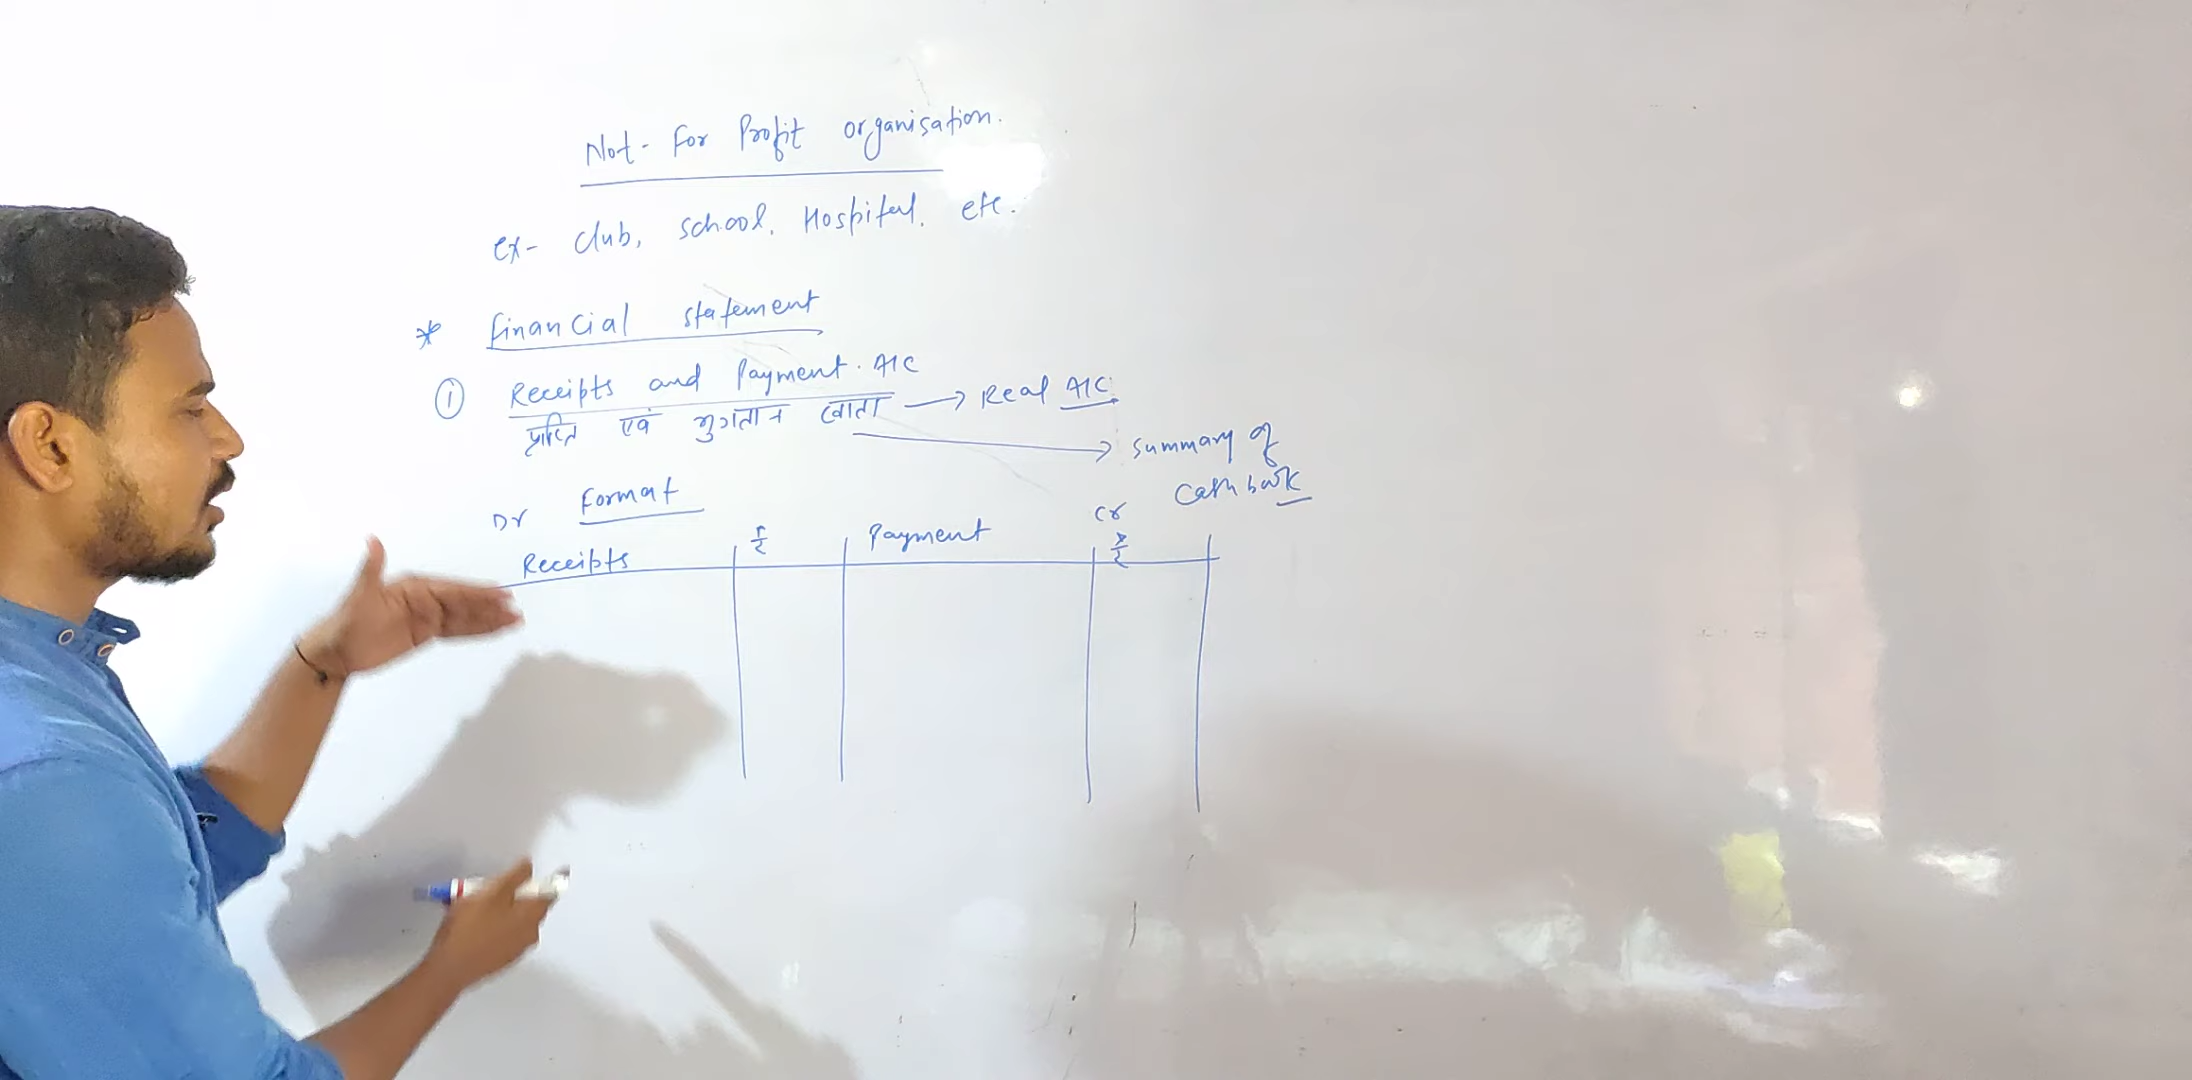 Not - For Profit organisation.
ex- club, school, Hospital, etc.
* financial statement
① Receipts and Payment. A/C
प्राप्ति एवं भुगतान खाता → Real A/C
→ summary of
Cash book
Format
Dr Cr
Receipts ₹ Payment ₹